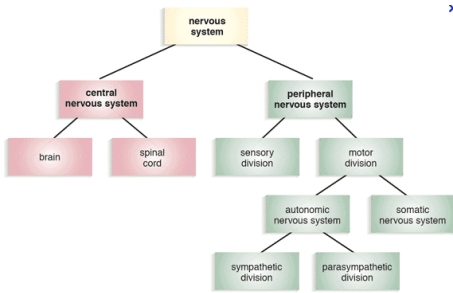 nervous
system
central
nervous system
peripheral
nervous system
brain
spinal
cord
sensory
division
motor
division
autonomic
nervous system
somatic
nervous system
sympathetic
division
parasympathetic
division